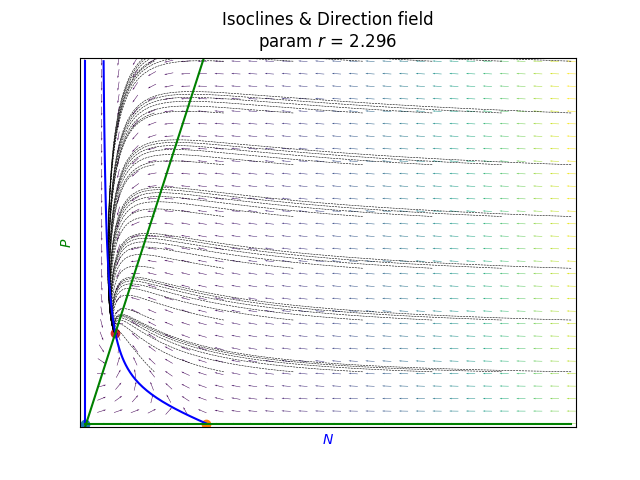 Isoclines & Direction field
param r = 2.296
P
N